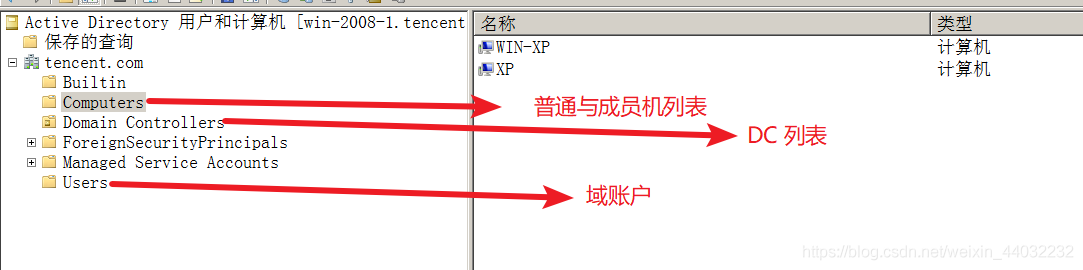 Active Directory 用户和计算机 [win-2008-1.tencent
保存的查询
tencent.com
Builtin
Computers
Domain Controllers
ForeignSecurityPrincipals
Managed Service Accounts
Users
名称 类型
WIN-XP 计算机
XP 计算机
普通与成员机列表
DC 列表
域账户
https://blog.csdn.net/weixin_44032232